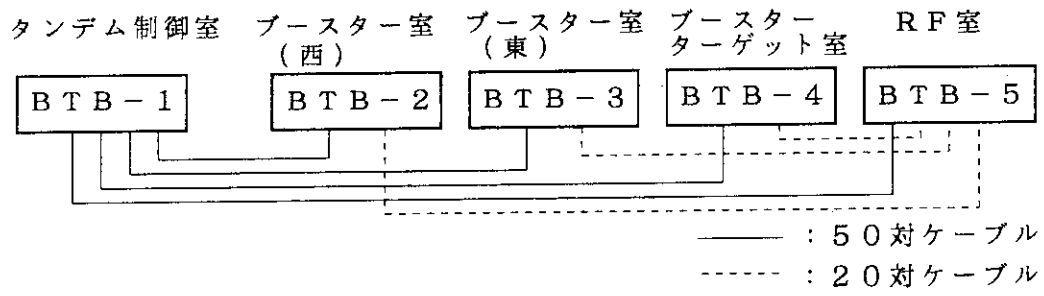 タンデム制御室 ブースター室 ブースター室 ブースター RF室
(西) (東) ターゲット室
BTB-1 BTB-2 BTB-3 BTB-4 BTB-5
：50対ケーブル
：20対ケーブル